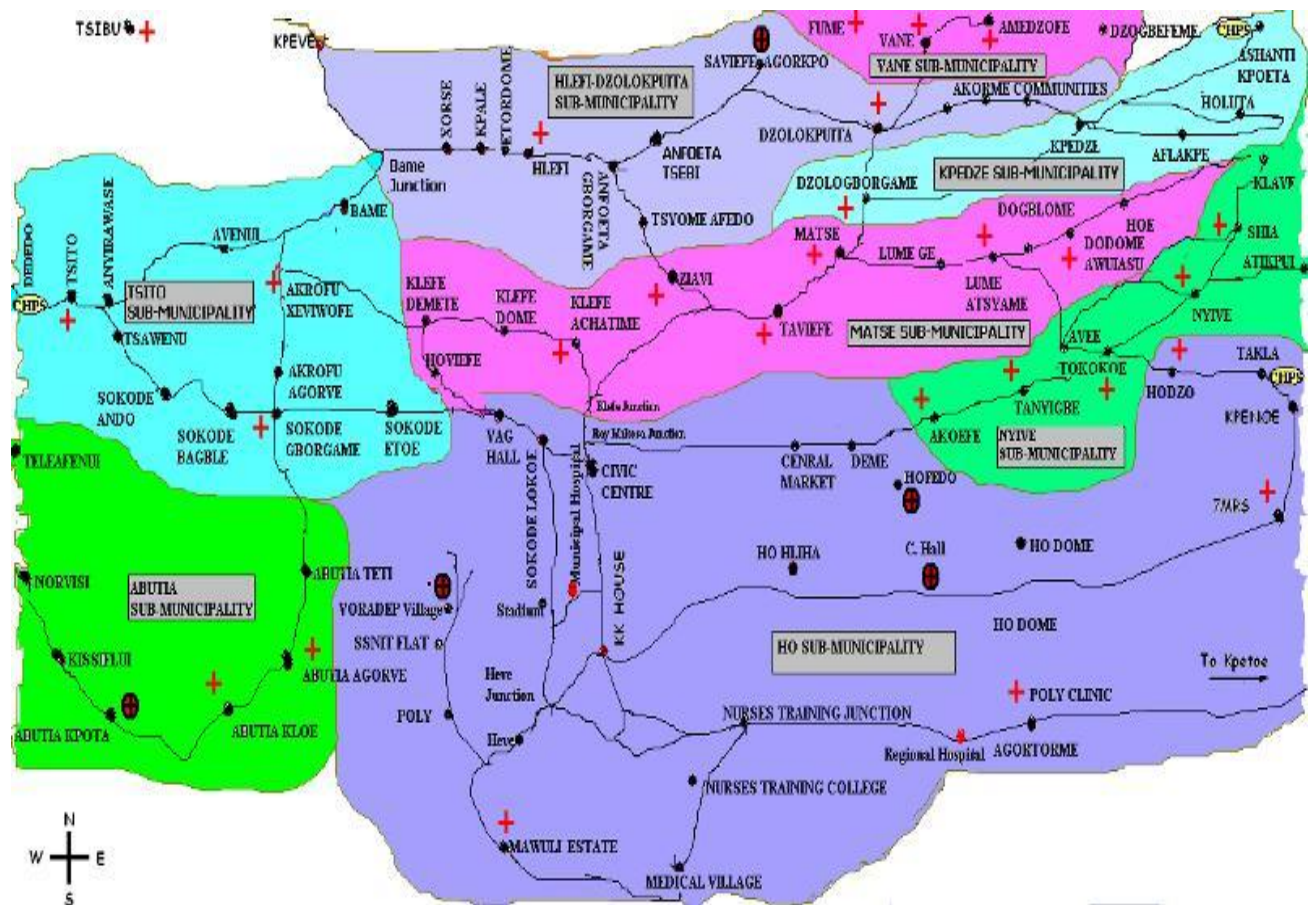 TSIBU
KPEVE
FUME
VANE
AMEDZOFE
DZOGBEFEME
CHPS
VANE SUB-MUNICIPALITY
ASHANTI
KPOETA
SAVIEFE AGORKPO
HLEFI-DZOLOKPUITA
SUB-MUNICIPALITY
XORSE
KPALE
ETORDOME
AKORME COMMUNITIES
HOLUTA
DZOLOKPUITA
KPEDZE
AFLAKPE
HLEFI
ANFOETA
TSEBI
Bame
Junction
ANFOETA
GBORGAME
KPEDZE SUB-MUNICIPALITY
KLAVE
DZOLOGBORGAME
BAME
TSYOME AFEDO
DOGBLOME
HOE
SHIA
DEDEDO
TSITO
ANYIRAWASE
AVENUI
MATSE
LUME GE
DODOME
AWUIASU
ATIKPUI
CHPS
TSITO
SUB-MUNICIPALITY
AKROFU
XEVIWOFE
KLEFE
DEMETE
KLEFE
DOME
KLEFE
ACHATIME
ZIAVI
LUME
ATSYAME
NYIVE
TAVIEFE
MATSE SUB-MUNICIPALITY
TSAWENU
AVEE
TOKOKOE
TAKLA
CHPS
HOVIEFE
AKROFU
AGORVE
HODZO
SOKODE
ANDO
TANYIGBE
KPENOE
Klefe Junction
AKOEFE
SOKODE
BAGBLE
SOKODE
GBORGAME
SOKODE
ETOE
VAG
HALL
NYIVE
SUB-MUNICIPALITY
TELEAFENUI
CIVIC
CENTRE
CENRAL
MARKET
DEME
HOFEDO
SOKODE LOKOE
Municipal Hospital
7MRS
C. Hall
HO DOME
HO HLIHA
NORVISI
ABUTIA
SUB-MUNICIPALITY
ABUTIA TETI
VORADEP Village
Stadium
KK HOUSE
HO DOME
SSNIT FLAT
HO SUB-MUNICIPALITY
KISSIFLUI
ABUTIA AGORVE
To Kpetoe
Heve
Junction
POLY CLINIC
POLY
NURSES TRAINING JUNCTION
ABUTIA KPOTA
ABUTIA KLOE
Heve
Regional Hospital
AGORTORME
NURSES TRAINING COLLEGE
N
W E
S
MAWULI ESTATE
MEDICAL VILLAGE